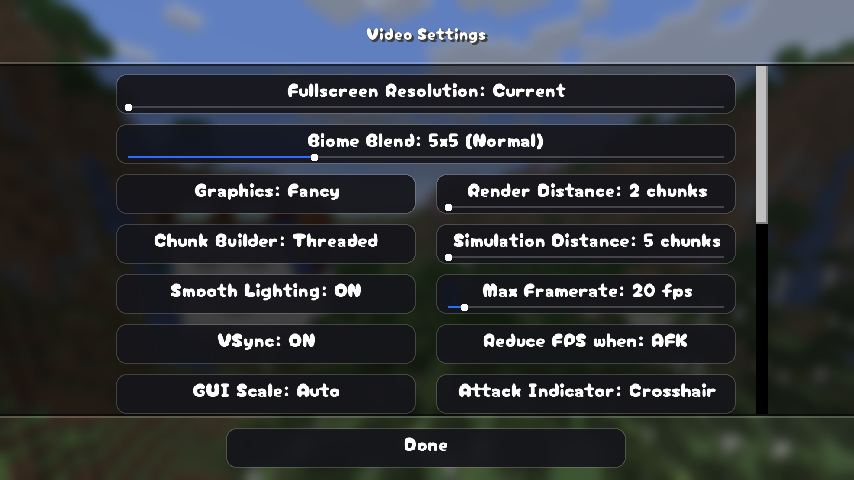 Video Settings
Fullscreen Resolution: Current
Biome Blend: 5x5 (Normal)
Graphics: Fancy
Render Distance: 2 chunks
Chunk Builder: Threaded
Simulation Distance: 5 chunks
Smooth Lighting: ON
Max Framerate: 20 fps
VSync: ON
Reduce FPS when: AFK
GUI Scale: Auto
Attack Indicator: Crosshair
Done